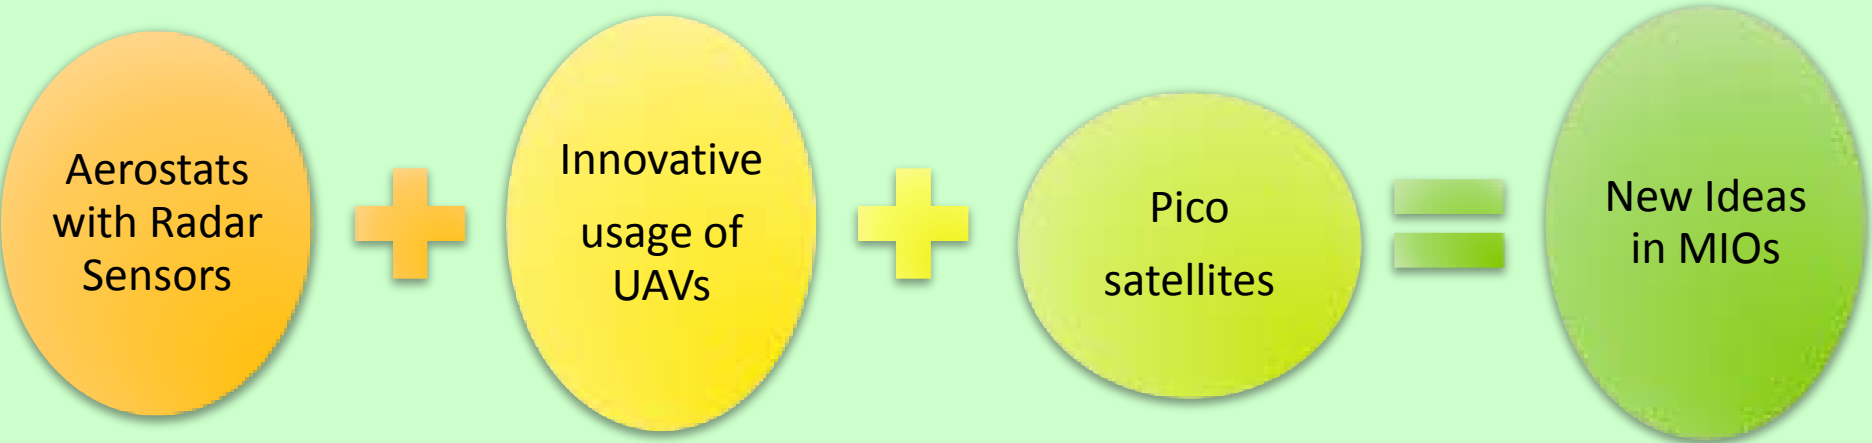 Aerostats
with Radar
Sensors
Innovative
usage of
UAVs
Pico
satellites
New Ideas
in MIOs